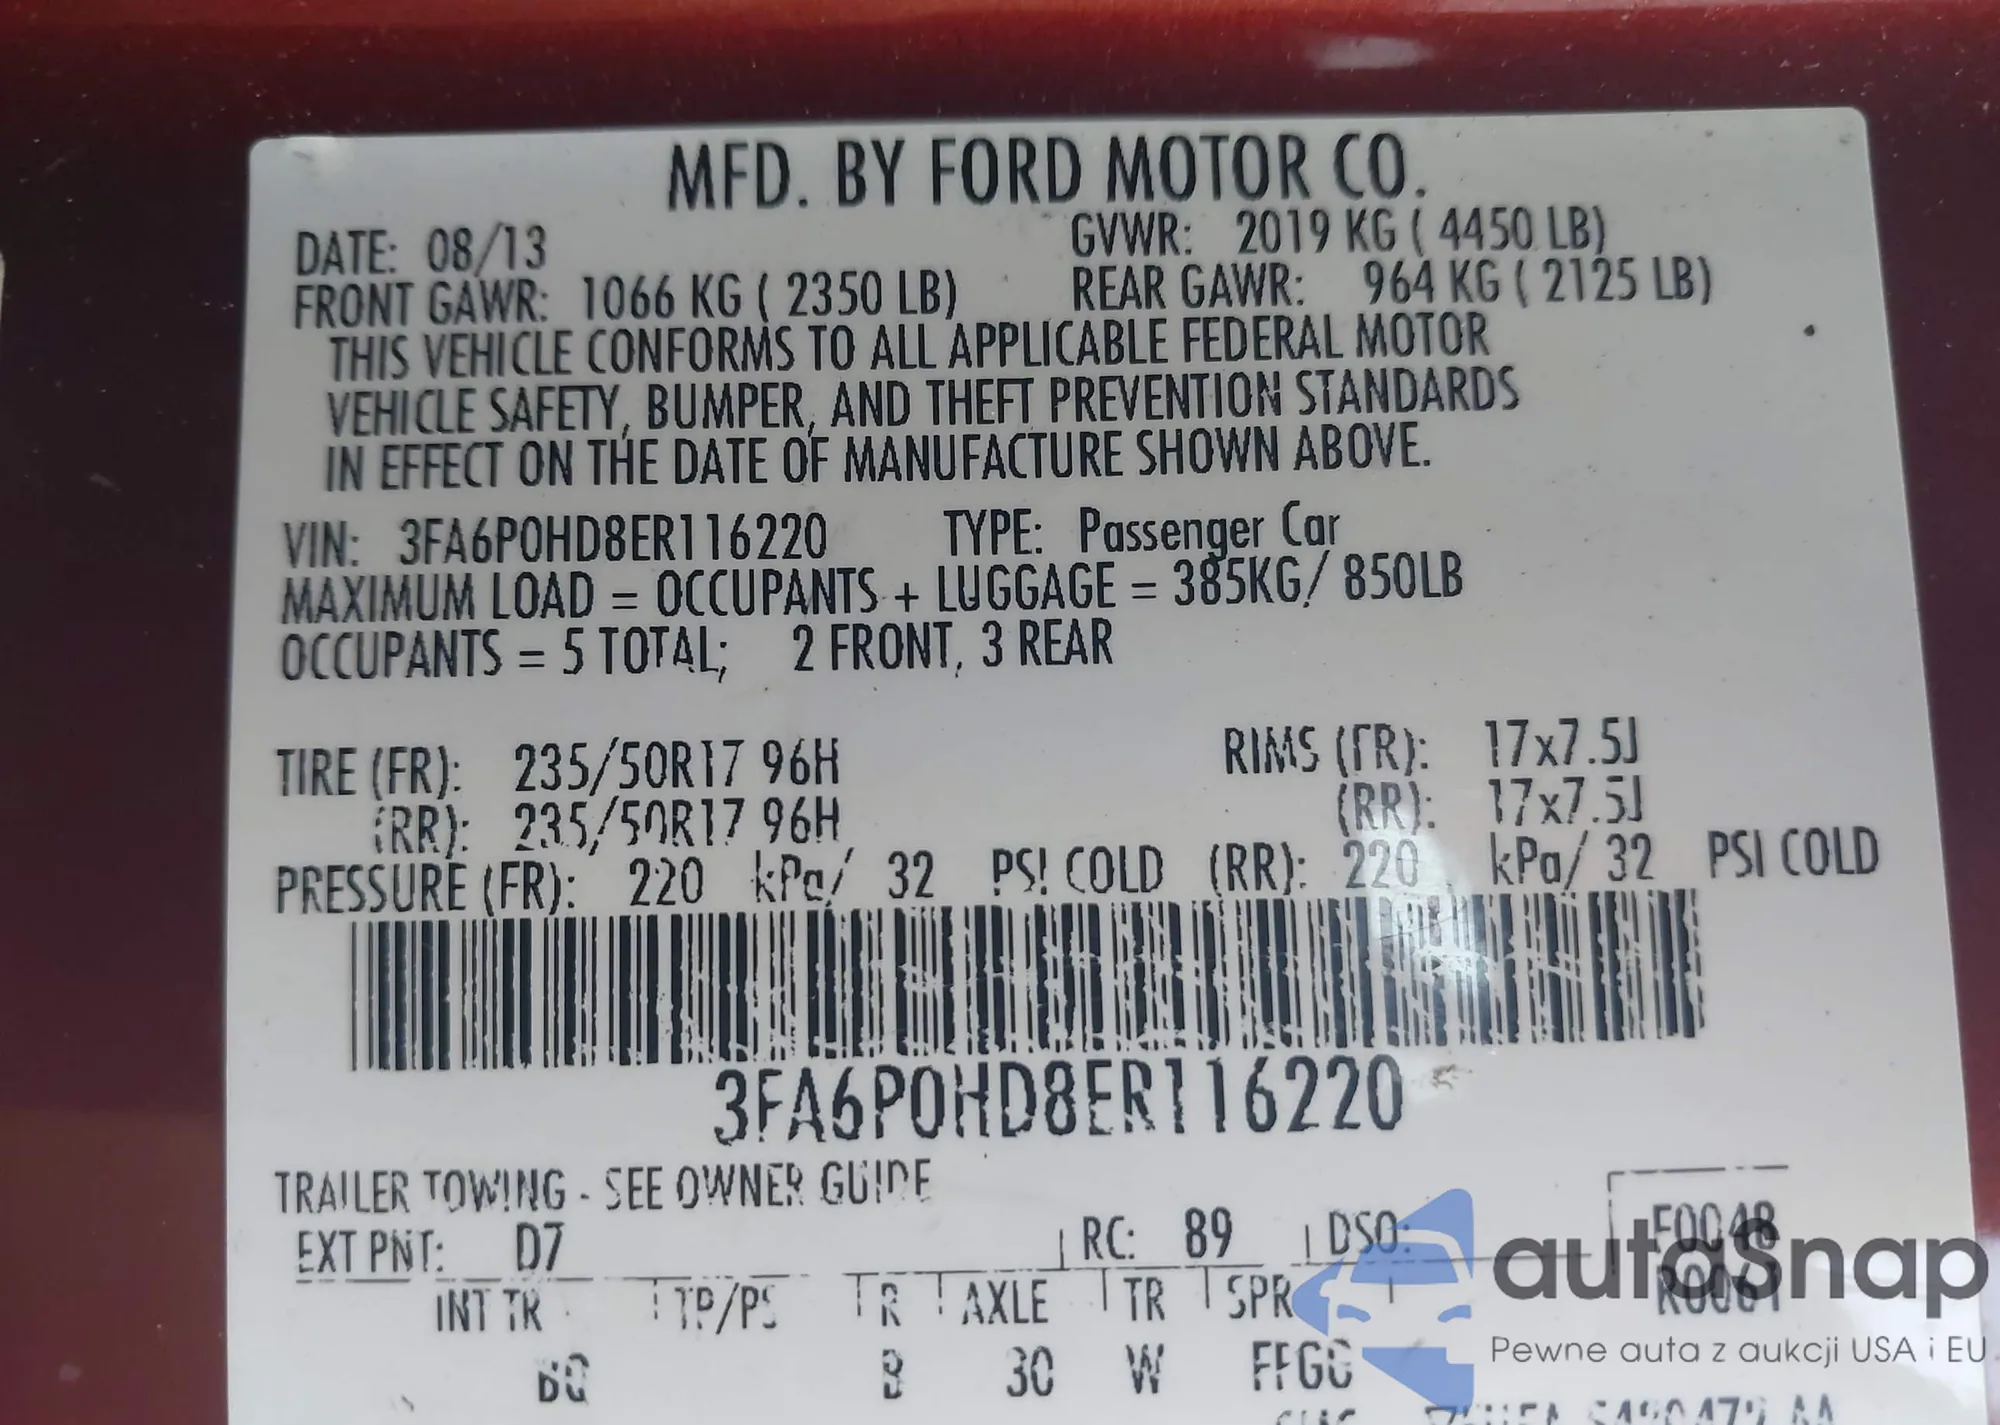 MFD. BY FORD MOTOR CO.
DATE: 08/13 GVWR: 2019 KG ( 4450 LB)
FRONT GAWR: 1066 KG ( 2350 LB) REAR GAWR: 964 KG ( 2125 LB)
THIS VEHICLE CONFORMS TO ALL APPLICABLE FEDERAL MOTOR
VEHICLE SAFETY, BUMPER, AND THEFT PREVENTION STANDARDS
IN EFFECT ON THE DATE OF MANUFACTURE SHOWN ABOVE.
VIN: 3FA6P0HD8ER116220 TYPE: Passenger Car
MAXIMUM LOAD = OCCUPANTS + LUGGAGE = 385KG/ 850LB
OCCUPANTS = 5 TOTAL; 2 FRONT, 3 REAR
TIRE (FR): 235/50R17 96H RIMS (FR): 17x7.5J
(RR): 235/50R17 96H (RR): 17x7.5J
PRESSURE (FR): 220 kPa/ 32 PSI COLD (RR): 220 kPa/ 32 PSI COLD
3FA6P0HD8ER116220
TRAILER TOWING - SEE OWNER GUIDE
EXT PNT: D7 RC: 89 DSO: F0048
R0061
INT TR TP/PS R AXLE TR SPR
B 30 W
autoSnap
Pewne auta z aukcji USA i EU